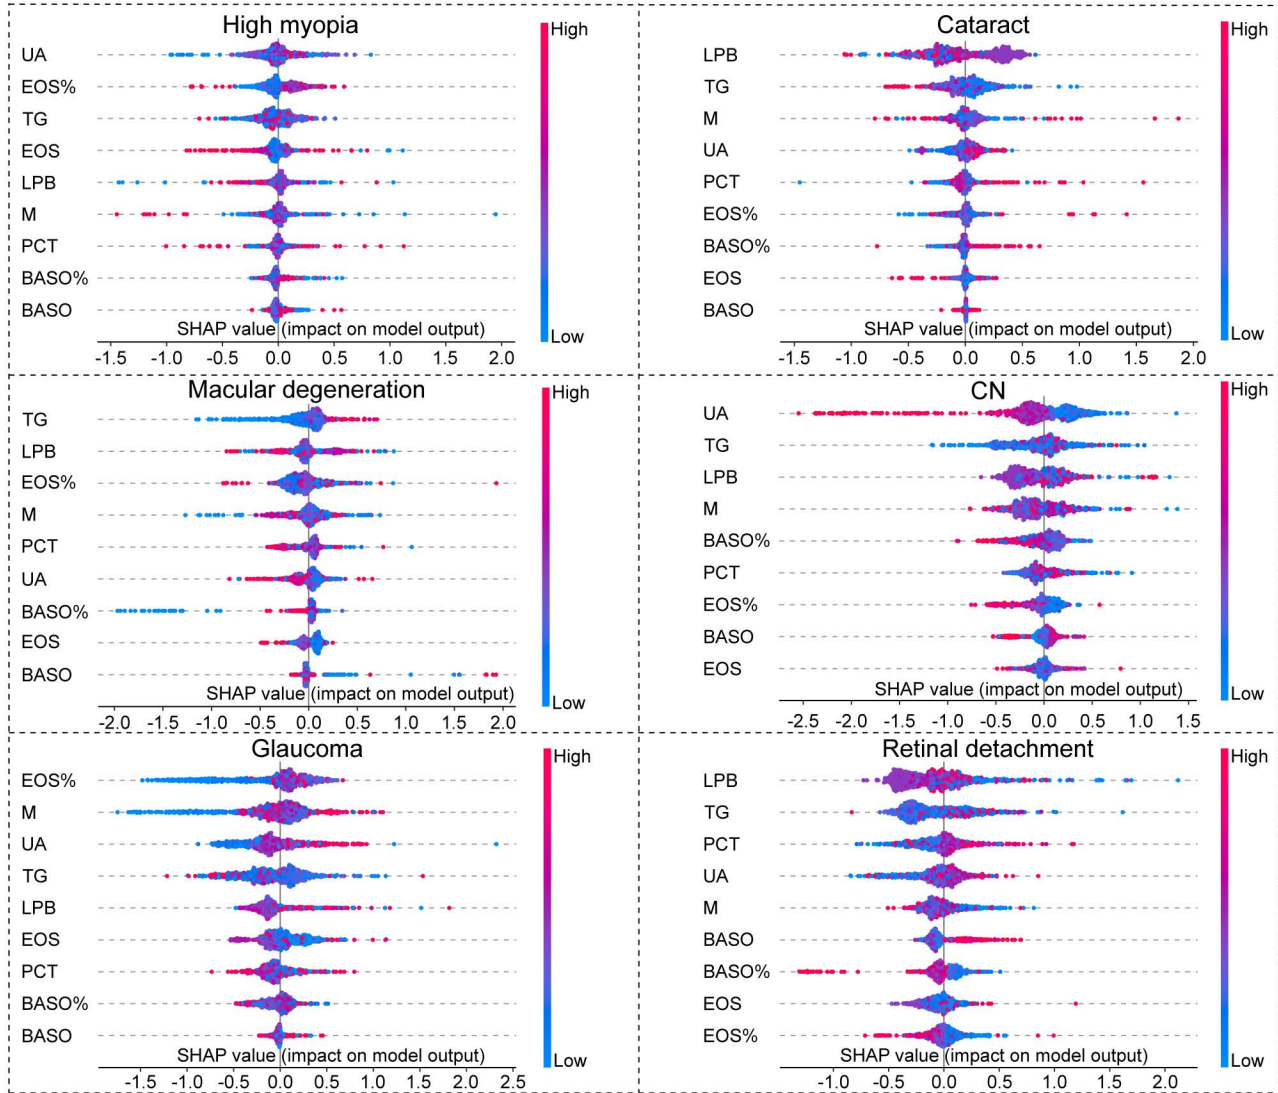 High myopia
High
UA
EOS%
TG
EOS
LPB
M
PCT
BASO%
BASO
Low
SHAP value (impact on model output)
-1.5 -1.0 -0.5 0.0 0.5 1.0 1.5 2.0
Cataract
High
LPB
TG
M
UA
PCT
EOS%
BASO%
EOS
BASO
Low
SHAP value (impact on model output)
-1.5 -1.0 -0.5 0.0 0.5 1.0 1.5 2.0
Macular degeneration
High
TG
LPB
EOS%
M
PCT
UA
BASO%
EOS
BASO
Low
SHAP value (impact on model output)
-2.0 -1.5 -1.0 -0.5 0.0 0.5 1.0 1.5 2.0
CN
High
UA
TG
LPB
M
BASO%
PCT
EOS%
BASO
EOS
Low
SHAP value (impact on model output)
-2.5 -2.0 -1.5 -1.0 -0.5 0.0 0.5 1.0 1.5
Glaucoma
High
EOS%
M
UA
TG
LPB
EOS
PCT
BASO%
BASO
Low
SHAP value (impact on model output)
-1.5 -1.0 -0.5 0.0 0.5 1.0 1.5 2.0 2.5
Retinal detachment
High
LPB
TG
PCT
UA
M
BASO
BASO%
EOS
EOS%
Low
SHAP value (impact on model output)
-1.0 0.0 0.5 1.0 1.5 2.0